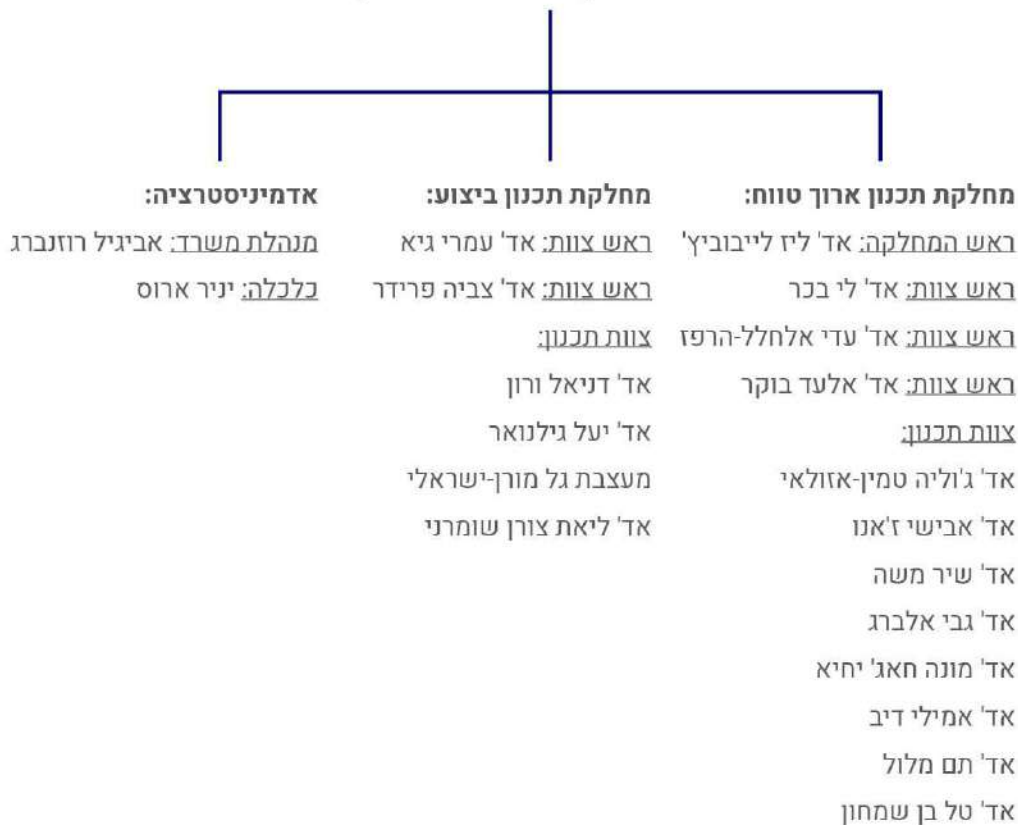 מחלקת תכנון ארוך טווח:
ראש המחלקה: אד' ליז לייבוביץ'
ראש צוות: אד' לי בכר
ראש צוות: אד' עדי אלחלל-הרפז
ראש צוות: אד' אלעד בוקר
צוות תכנון:
אד' ג'וליה טמין-אזולאי
אד' אבישי ז'אנו
אד' שיר משה
אד' גבי אלברג
אד' מונה חאג' יחיא
אד' אמילי דיב
אד' תם מלול
אד' טל בן שמחון
מחלקת תכנון ביצוע:
ראש צוות: אד' עמרי גיא
ראש צוות: אד' צביה פרידר
צוות תכנון:
אד' דניאל ורון
אד' יעל גילנואר
מעצבת גל מורן-ישראלי
אד' ליאת צורן שומרני
אדמיניסטרציה:
מנהלת משרד: אביגיל רוזנברג
כלכלה: יניר ארוס